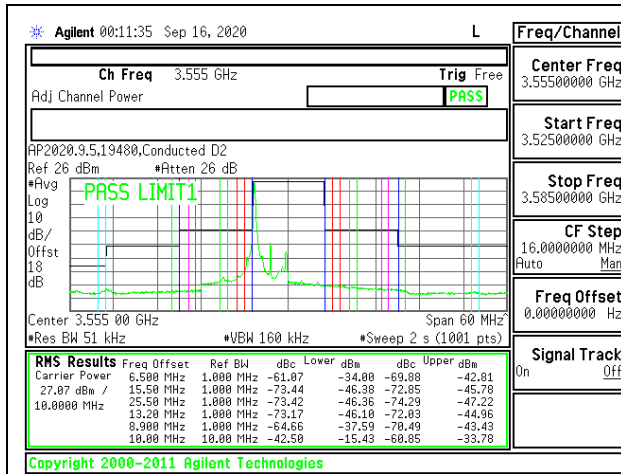 Agilent 00:11:35 Sep 16, 2020 L
Freq/Channel
Ch Freq 3.555 GHz Trig Free
Adj Channel Power PASS
Center Freq
3.55500000 GHz
Start Freq
3.52500000 GHz
Stop Freq
3.58500000 GHz
CF Step
16.0000000 MHz
Auto Man
Freq Offset
0.00000000 Hz
Signal Track
On Off
AP2020.9.5,19480,Conducted D2
Ref 26 dBm #Atten 26 dB
#Avg
Log
10
dB/
Offst
18
dB
PASS LIMIT1
Center 3.555 00 GHz Span 60 MHz^
#Res BW 51 kHz #VBW 160 kHz #Sweep 2 s (1001 pts)
RMS Results Freq Offset Ref BW dBc Lower dBm dBc Upper dBm
Carrier Power 6.500 MHz 1.000 MHz -61.07 -34.00 -69.88 -42.81
27.07 dBm / 15.50 MHz 1.000 MHz -73.44 -46.38 -72.85 -45.78
10.0000 MHz 25.50 MHz 1.000 MHz -73.42 -46.36 -74.29 -47.22
13.20 MHz 1.000 MHz -73.17 -46.10 -72.03 -44.96
8.900 MHz 1.000 MHz -64.66 -37.59 -70.49 -43.43
10.00 MHz 10.00 MHz -42.50 -15.43 -60.85 -33.78
Copyright 2000-2011 Agilent Technologies